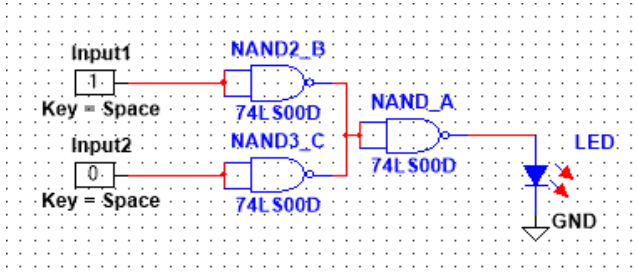 Input1
1
Key = Space
NAND2_B
74LS00D
Input2
0
Key = Space
NAND3_C
74LS00D
NAND_A
74LS00D
LED
GND